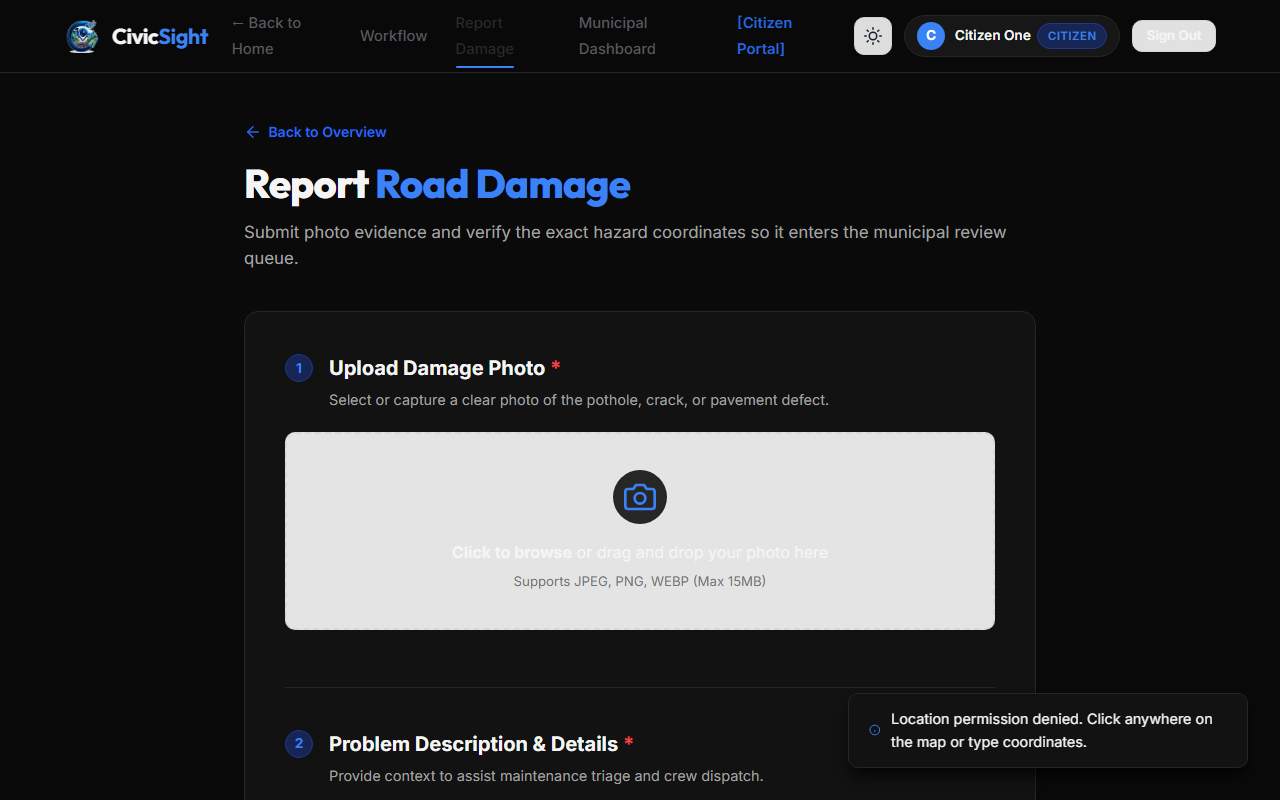 CivicSight
← Back to
Home
Workflow
Report
Damage
Municipal
Dashboard
[Citizen
Portal]
C
Citizen One
CITIZEN
Sign Out
Back to Overview
Report Road Damage
Submit photo evidence and verify the exact hazard coordinates so it enters the municipal review
queue.
1
Upload Damage Photo *
Select or capture a clear photo of the pothole, crack, or pavement defect.
Click to browse or drag and drop your photo here
Supports JPEG, PNG, WEBP (Max 15MB)
2
Problem Description & Details *
Provide context to assist maintenance triage and crew dispatch.
Location permission denied. Click anywhere on
the map or type coordinates.